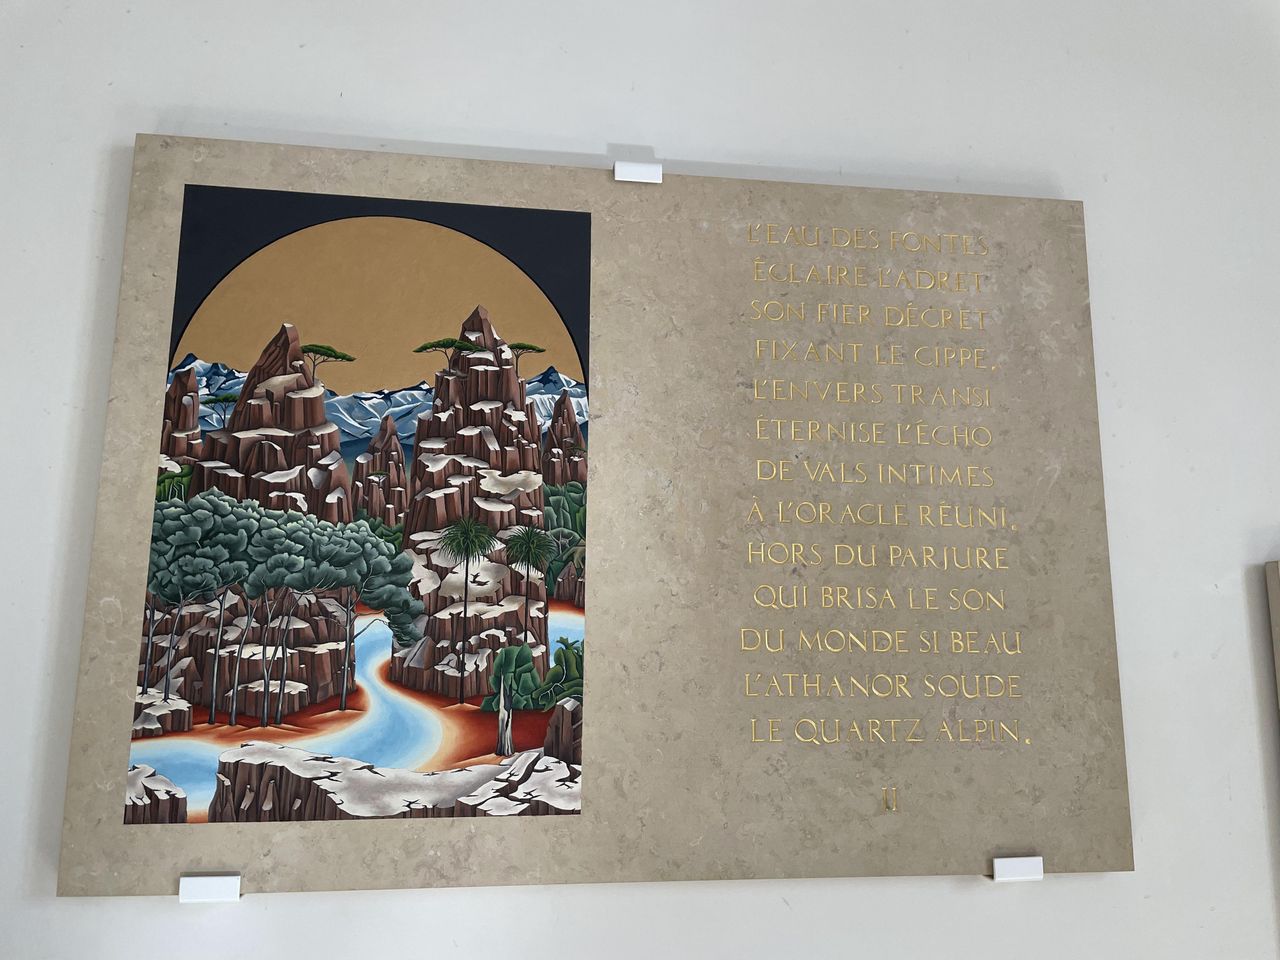 L'EAU DES FONTES
ÉCLAIRE L'ADRET
SON FIER DÉCRET
FIXANT LE CIPPE.
L'ENVERS TRANSI
ÉTERNISE L'ÉCHO
DE VALS INTIMES
À L'ORACLE RÉUNI.
HORS DU PARJURE
QUI BRISA LE SON
DU MONDE SI BEAU
L'ATHANOR SOUDE
LE QUARTZ ALPIN.
II